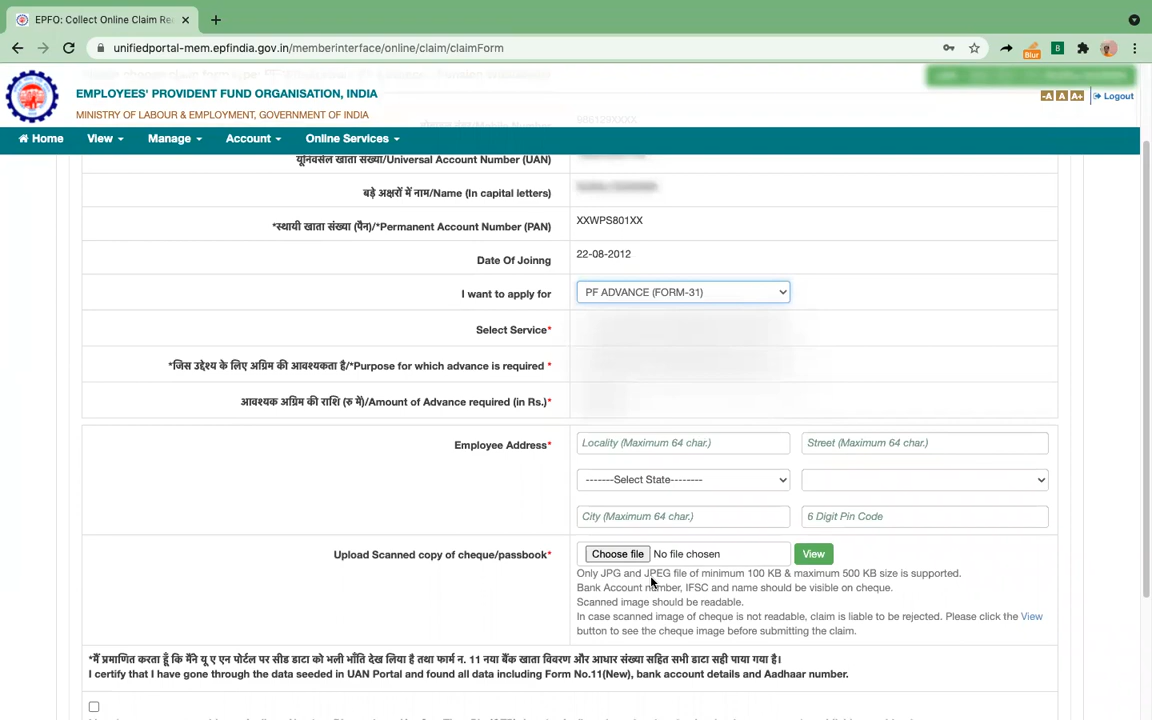 EPFO: Collect Online Claim Re
unifiedportal-mem.epfindia.gov.in/memberinterface/online/claim/claimForm
Blur
B
EMPLOYEES' PROVIDENT FUND ORGANISATION, INDIA
MINISTRY OF LABOUR & EMPLOYMENT, GOVERNMENT OF INDIA
-A A A+ Logout
Home View Manage Account Online Services
यूनिवर्सल खाता संख्या/Universal Account Number (UAN)
बड़े अक्षरों में नाम/Name (In capital letters)
*स्थायी खाता संख्या (पैन)/*Permanent Account Number (PAN) XXWPS801XX
Date Of Joinng 22-08-2012
I want to apply for PF ADVANCE (FORM-31)
Select Service*
*जिस उद्देश्य के लिए अग्रिम की आवश्यकता है/*Purpose for which advance is required *
आवश्यक अग्रिम की राशि (रु में)/Amount of Advance required (in Rs.)*
Employee Address* Locality (Maximum 64 char.) Street (Maximum 64 char.)
-------Select State--------
City (Maximum 64 char.) 6 Digit Pin Code
Upload Scanned copy of cheque/passbook* Choose file No file chosen View
Only JPG and JPEG file of minimum 100 KB & maximum 500 KB size is supported.
Bank Account number, IFSC and name should be visible on cheque.
Scanned image should be readable.
In case scanned image of cheque is not readable, claim is liable to be rejected. Please click the View
button to see the cheque image before submitting the claim.
*मैं प्रमाणित करता हूँ कि मैंने यू ए एन पोर्टल पर सीड डाटा को भली भाँति देख लिया है तथा फार्म न. 11 नया बैंक खाता विवरण और आधार संख्या सहित सभी डाटा सही पाया गया है।
I certify that I have gone through the data seeded in UAN Portal and found all data including Form No.11(New), bank account details and Aadhaar number.